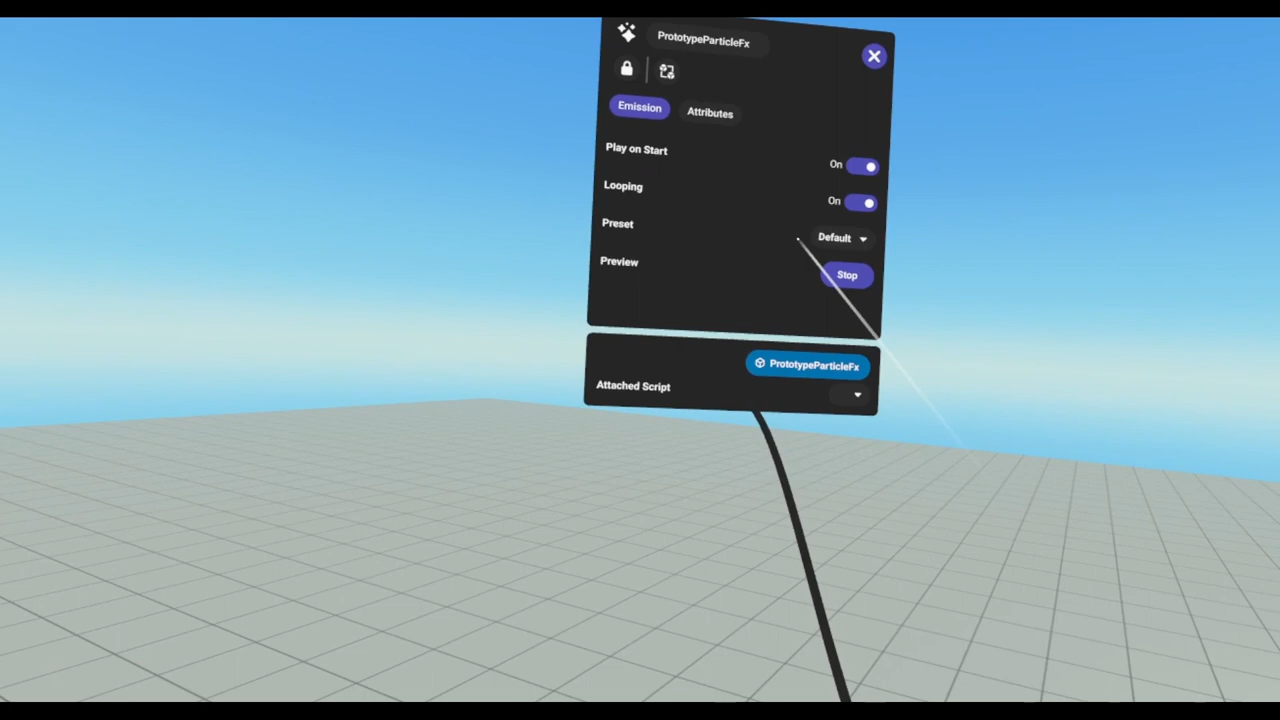 PrototypeParticleFx
Emission Attributes
Play on Start On
Looping On
Preset Default
Preview Stop
PrototypeParticleFx
Attached Script